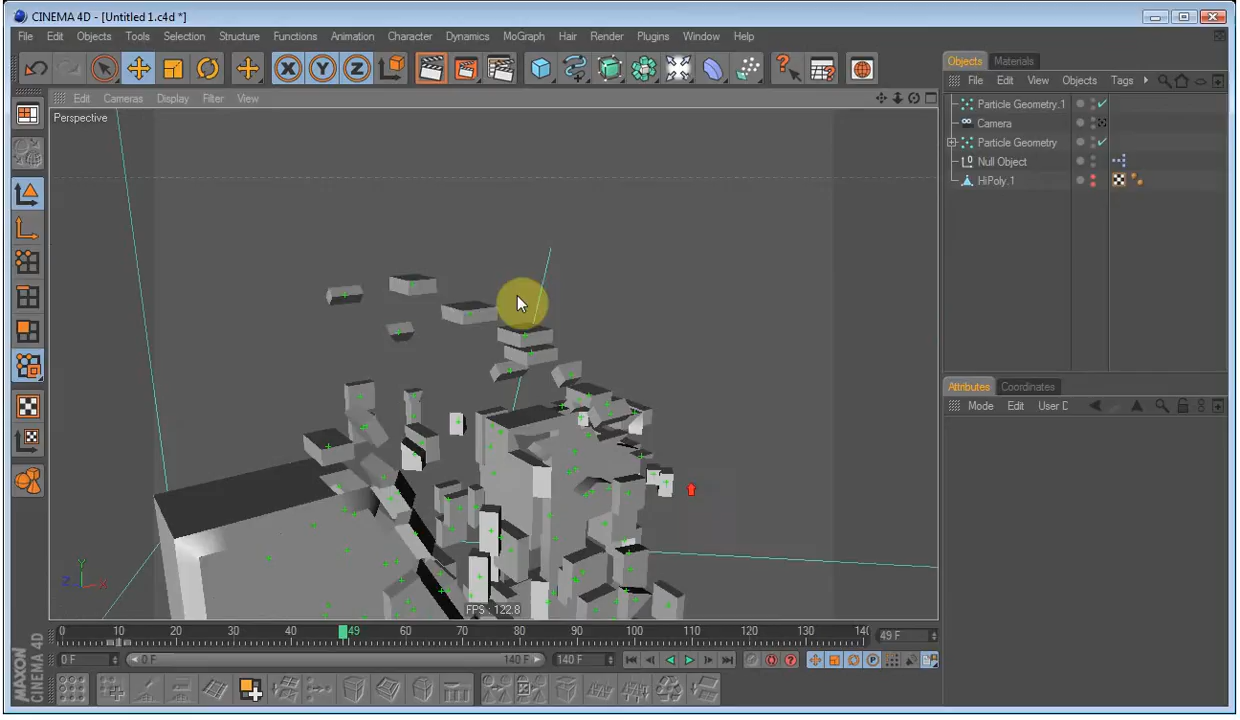 CINEMA 4D - [Untitled 1.c4d *]
File Edit Objects Tools Selection Structure Functions Animation Character Dynamics MoGraph Hair Render Plugins Window Help
X Y Z
Objects Materials
File Edit View Objects Tags
Edit Cameras Display Filter View
Perspective
Particle Geometry.1
Camera
Particle Geometry
Null Object
HiPoly.1
Attributes Coordinates
Mode Edit User D
Y
Z X
FPS : 122.8
0 10 20 30 40 49 60 70 80 90 100 110 120 130 14( 49 F
0 F 0 F 140 F 140 F
MAXON
CINEMA 4D